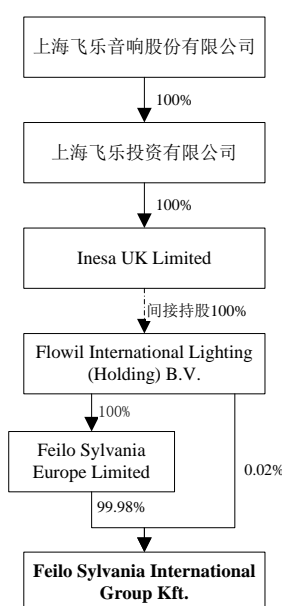 上海飞乐音响股份有限公司
100%
上海飞乐投资有限公司
100%
Inesa UK Limited
间接持股100%
Flowil International Lighting
(Holding) B.V.
100%
Feilo Sylvania
Europe Limited
0.02%
99.98%
Feilo Sylvania International
Group Kft.